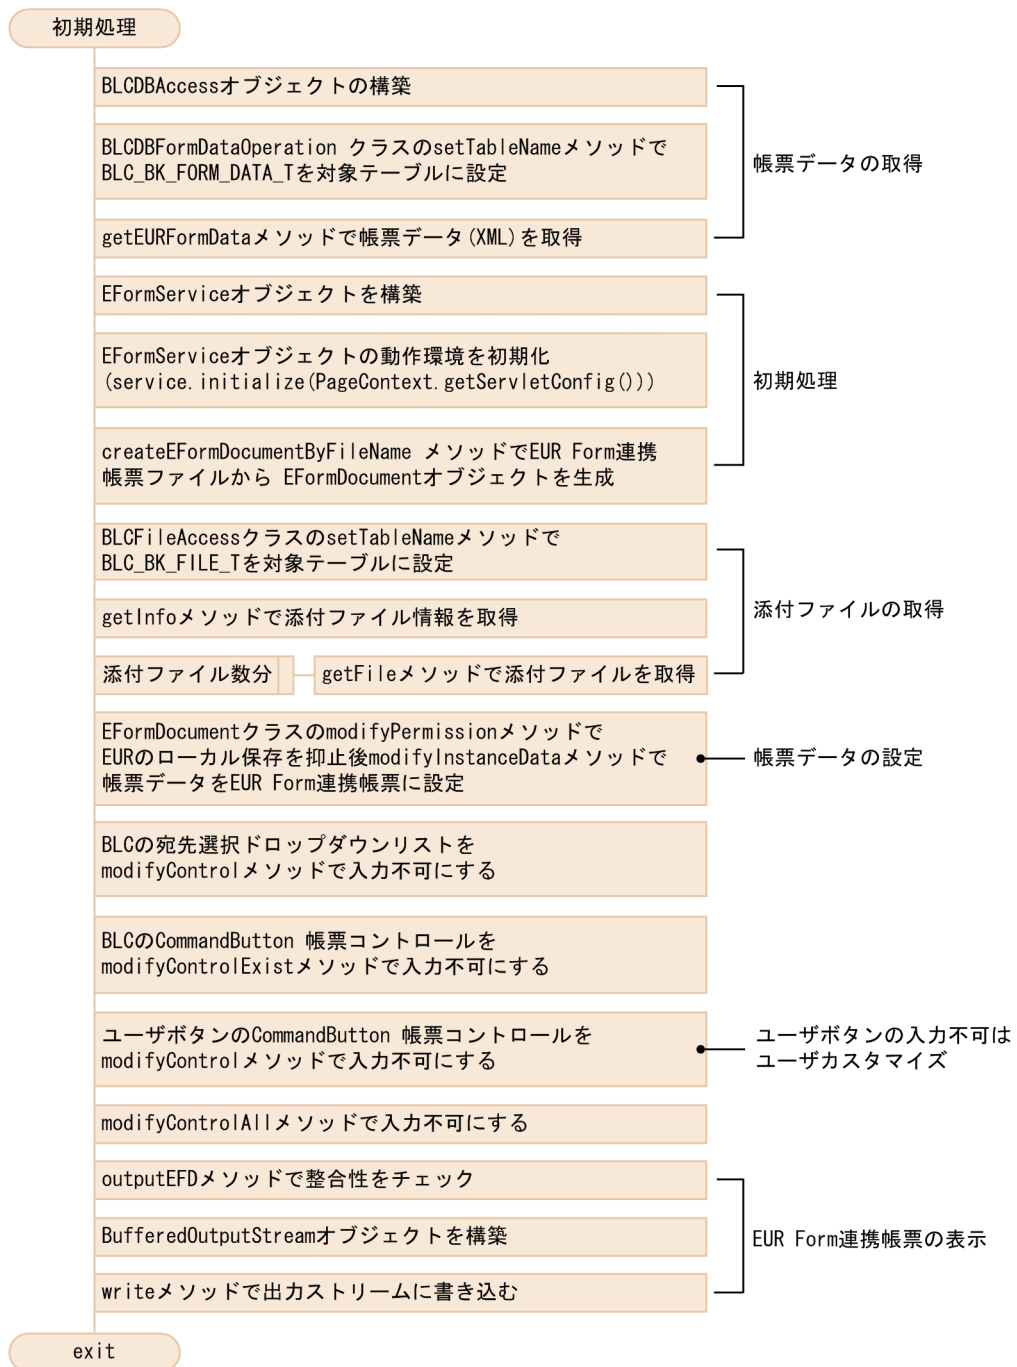 初期処理
BLCDBAccessオブジェクトの構築
BLCDBFormDataOperation クラスのsetTableNameメソッドで
BLC_BK_FORM_DATA_Tを対象テーブルに設定
帳票データの取得
getEURFormDataメソッドで帳票データ(XML)を取得
EFormServiceオブジェクトを構築
EFormServiceオブジェクトの動作環境を初期化
(service.initialize(PageContext.getServletConfig()))
初期処理
createEFormDocumentByFileName メソッドでEUR Form連携
帳票ファイルから EFormDocumentオブジェクトを生成
BLCFileAccessクラスのsetTableNameメソッドで
BLC_BK_FILE_Tを対象テーブルに設定
getInfoメソッドで添付ファイル情報を取得
添付ファイルの取得
添付ファイル数分 getFileメソッドで添付ファイルを取得
EFormDocumentクラスのmodifyPermissionメソッドで
EURのローカル保存を抑止後modifyInstanceDataメソッドで
帳票データをEUR Form連携帳票に設定
帳票データの設定
BLCの宛先選択ドロップダウンリストを
modifyControlメソッドで入力不可にする
BLCのCommandButton 帳票コントロールを
modifyControlExistメソッドで入力不可にする
ユーザボタンのCommandButton 帳票コントロールを
modifyControlメソッドで入力不可にする
ユーザボタンの入力不可は
ユーザカスタマイズ
modifyControlAllメソッドで入力不可にする
outputEFDメソッドで整合性をチェック
BufferedOutputStreamオブジェクトを構築
EUR Form連携帳票の表示
writeメソッドで出力ストリームに書き込む
exit